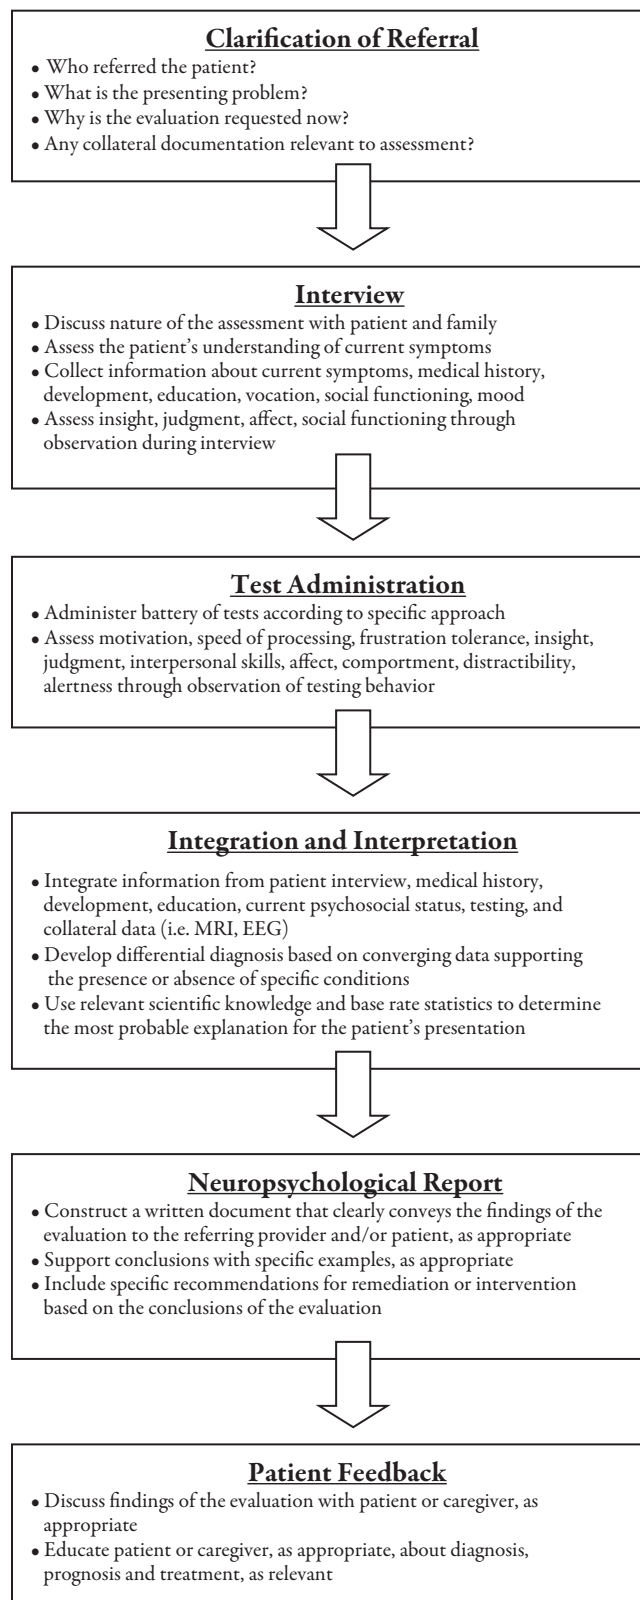 Clarification of Referral
• Who referred the patient?
• What is the presenting problem?
• Why is the evaluation requested now?
• Any collateral documentation relevant to assessment?
Interview
• Discuss nature of the assessment with patient and family
• Assess the patient's understanding of current symptoms
• Collect information about current symptoms, medical history,
development, education, vocation, social functioning, mood
• Assess insight, judgment, affect, social functioning through
observation during interview
Test Administration
• Administer battery of tests according to specific approach
• Assess motivation, speed of processing, frustration tolerance, insight,
judgment, interpersonal skills, affect, comportment, distractibility,
alertness through observation of testing behavior
Integration and Interpretation
• Integrate information from patient interview, medical history,
development, education, current psychosocial status, testing, and
collateral data (i.e. MRI, EEG)
• Develop differential diagnosis based on converging data supporting
the presence or absence of specific conditions
• Use relevant scientific knowledge and base rate statistics to determine
the most probable explanation for the patient's presentation
Neuropsychological Report
• Construct a written document that clearly conveys the findings of the
evaluation to the referring provider and/or patient, as appropriate
• Support conclusions with specific examples, as appropriate
• Include specific recommendations for remediation or intervention
based on the conclusions of the evaluation
Patient Feedback
• Discuss findings of the evaluation with patient or caregiver, as
appropriate
• Educate patient or caregiver, as appropriate, about diagnosis,
prognosis and treatment, as relevant